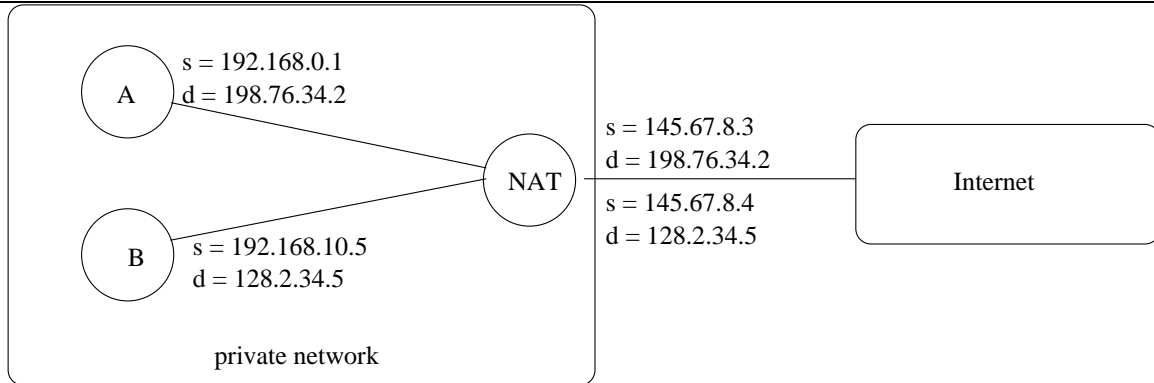 A
s = 192.168.0.1
d = 198.76.34.2
B
s = 192.168.10.5
d = 128.2.34.5
NAT
s = 145.67.8.3
d = 198.76.34.2
s = 145.67.8.4
d = 128.2.34.5
Internet
private network